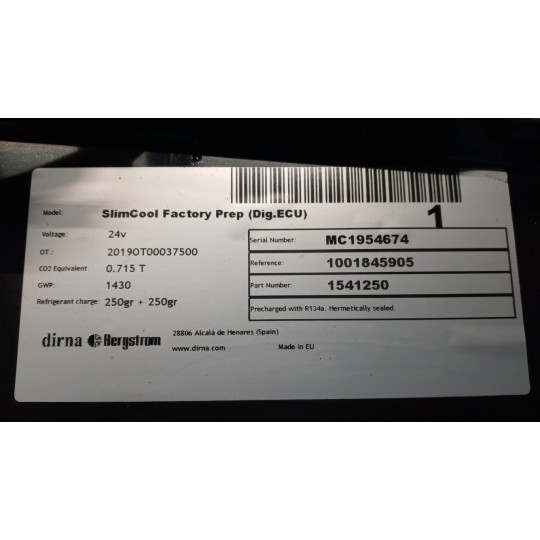 1
Model: SlimCool Factory Prep (Dig.ECU)
Voltage: 24v
OT.: 2019OT00037500
CO2 Equivalent 0.715 T
GWP: 1430
Refrigerant charge: 250gr + 250gr
Serial Number: MC1954674
Reference: 1001845905
Part Number: 1541250
Precharged with R134a. Hermetically sealed
dirna Bergstrom
28806 Alcalá de Henares (Spain)
www.dirna.com Made in EU